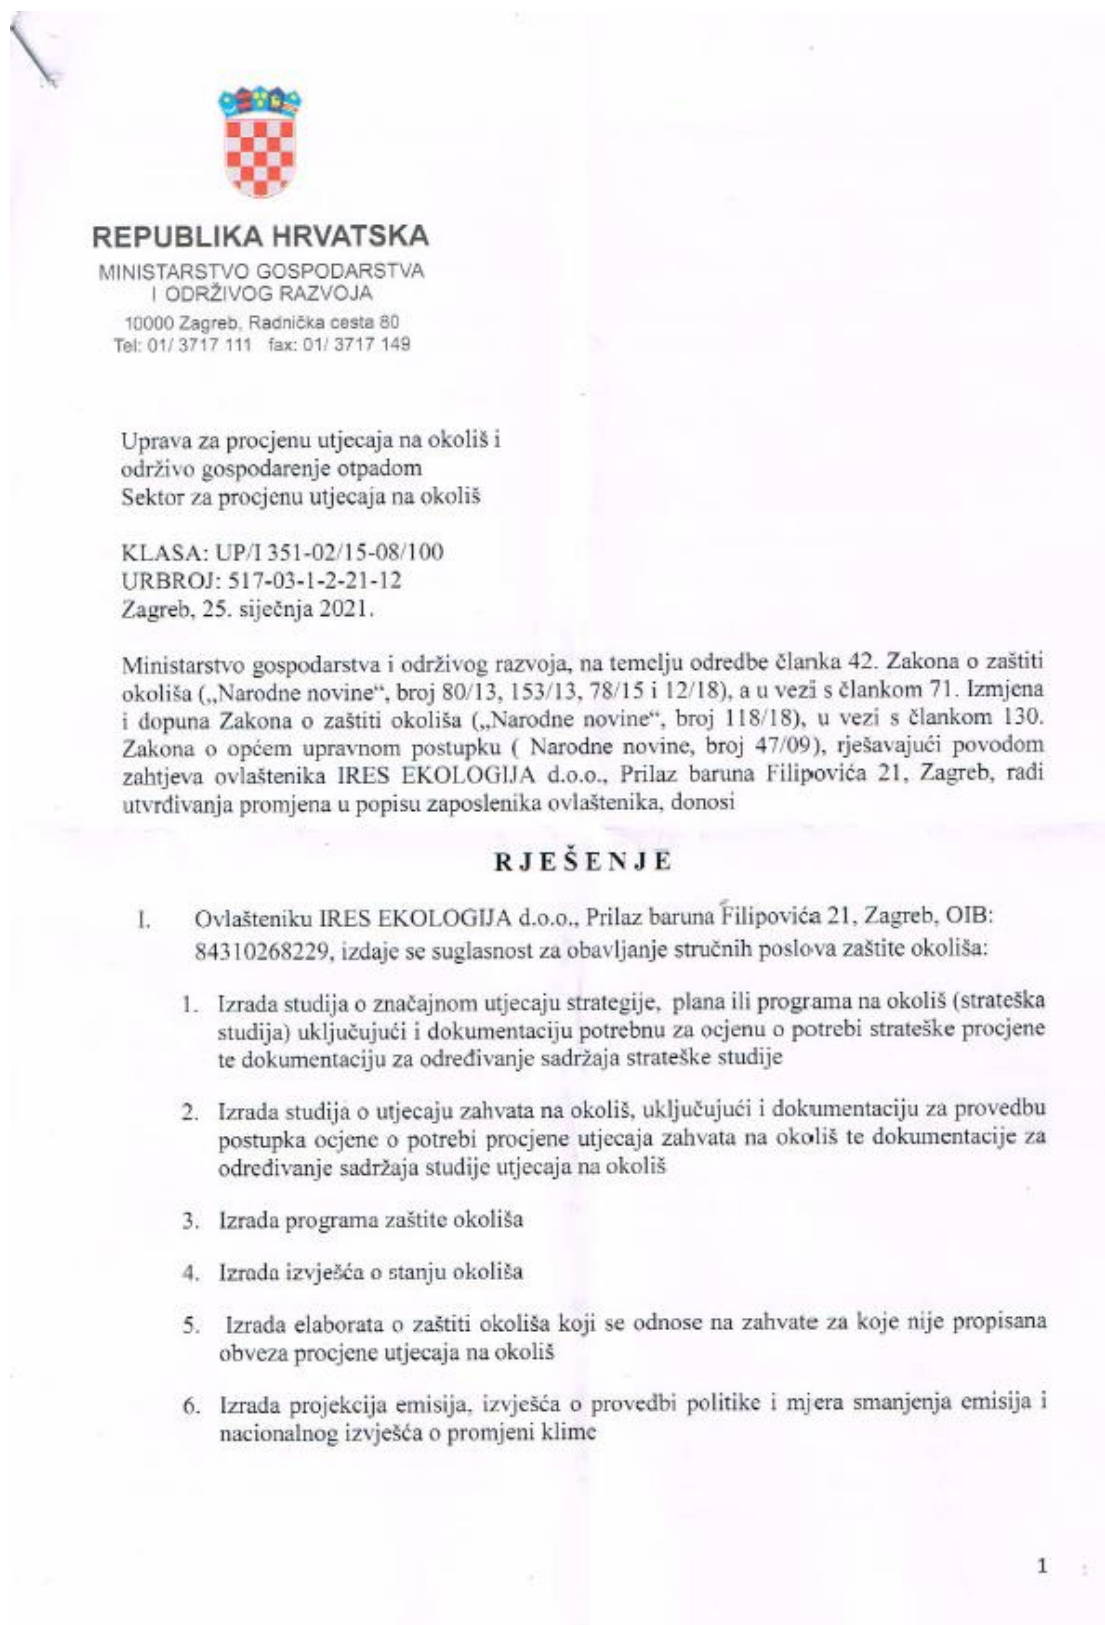 REPUBLIKA HRVATSKA
MINISTARSTVO GOSPODARSTVA
I ODRŽIVOG RAZVOJA
10000 Zagreb, Radnička cesta 80
Tel: 01/ 3717 111 fax: 01/ 3717 149
Uprava za procjenu utjecaja na okoliš i
održivo gospodarenje otpadom
Sektor za procjenu utjecaja na okoliš
KLASA: UP/I 351-02/15-08/100
URBROJ: 517-03-1-2-21-12
Zagreb, 25. siječnja 2021.
Ministarstvo gospodarstva i održivog razvoja, na temelju odredbe članka 42. Zakona o zaštiti
okoliša („Narodne novine“, broj 80/13, 153/13, 78/15 i 12/18), a u vezi s člankom 71. Izmjena
i dopuna Zakona o zaštiti okoliša („Narodne novine“, broj 118/18), u vezi s člankom 130.
Zakona o općem upravnom postupku ( Narodne novine, broj 47/09), rješavajući povodom
zahtjeva ovlaštenika IRES EKOLOGIJA d.o.o., Prilaz baruna Filipovića 21, Zagreb, radi
utvrđivanja promjena u popisu zaposlenika ovlaštenika, donosi
RJEŠENJE
I. Ovlašteniku IRES EKOLOGIJA d.o.o., Prilaz baruna Filipovića 21, Zagreb, OIB:
84310268229, izdaje se suglasnost za obavljanje stručnih poslova zaštite okoliša:
1. Izrada studija o značajnom utjecaju strategije, plana ili programa na okoliš (strateška
studija) uključujući i dokumentaciju potrebnu za ocjenu o potrebi strateške procjene
te dokumentaciju za određivanje sadržaja strateške studije
2. Izrada studija o utjecaju zahvata na okoliš, uključujući i dokumentaciju za provedbu
postupka ocjene o potrebi procjene utjecaja zahvata na okoliš te dokumentacije za
određivanje sadržaja studije utjecaja na okoliš
3. Izrada programa zaštite okoliša
4. Izrada izvješća o stanju okoliša
5. Izrada elaborata o zaštiti okoliša koji se odnose na zahvate za koje nije propisana
obveza procjene utjecaja na okoliš
6. Izrada projekcija emisija, izvješća o provedbi politike i mjera smanjenja emisija i
nacionalnog izvješća o promjeni klime
1